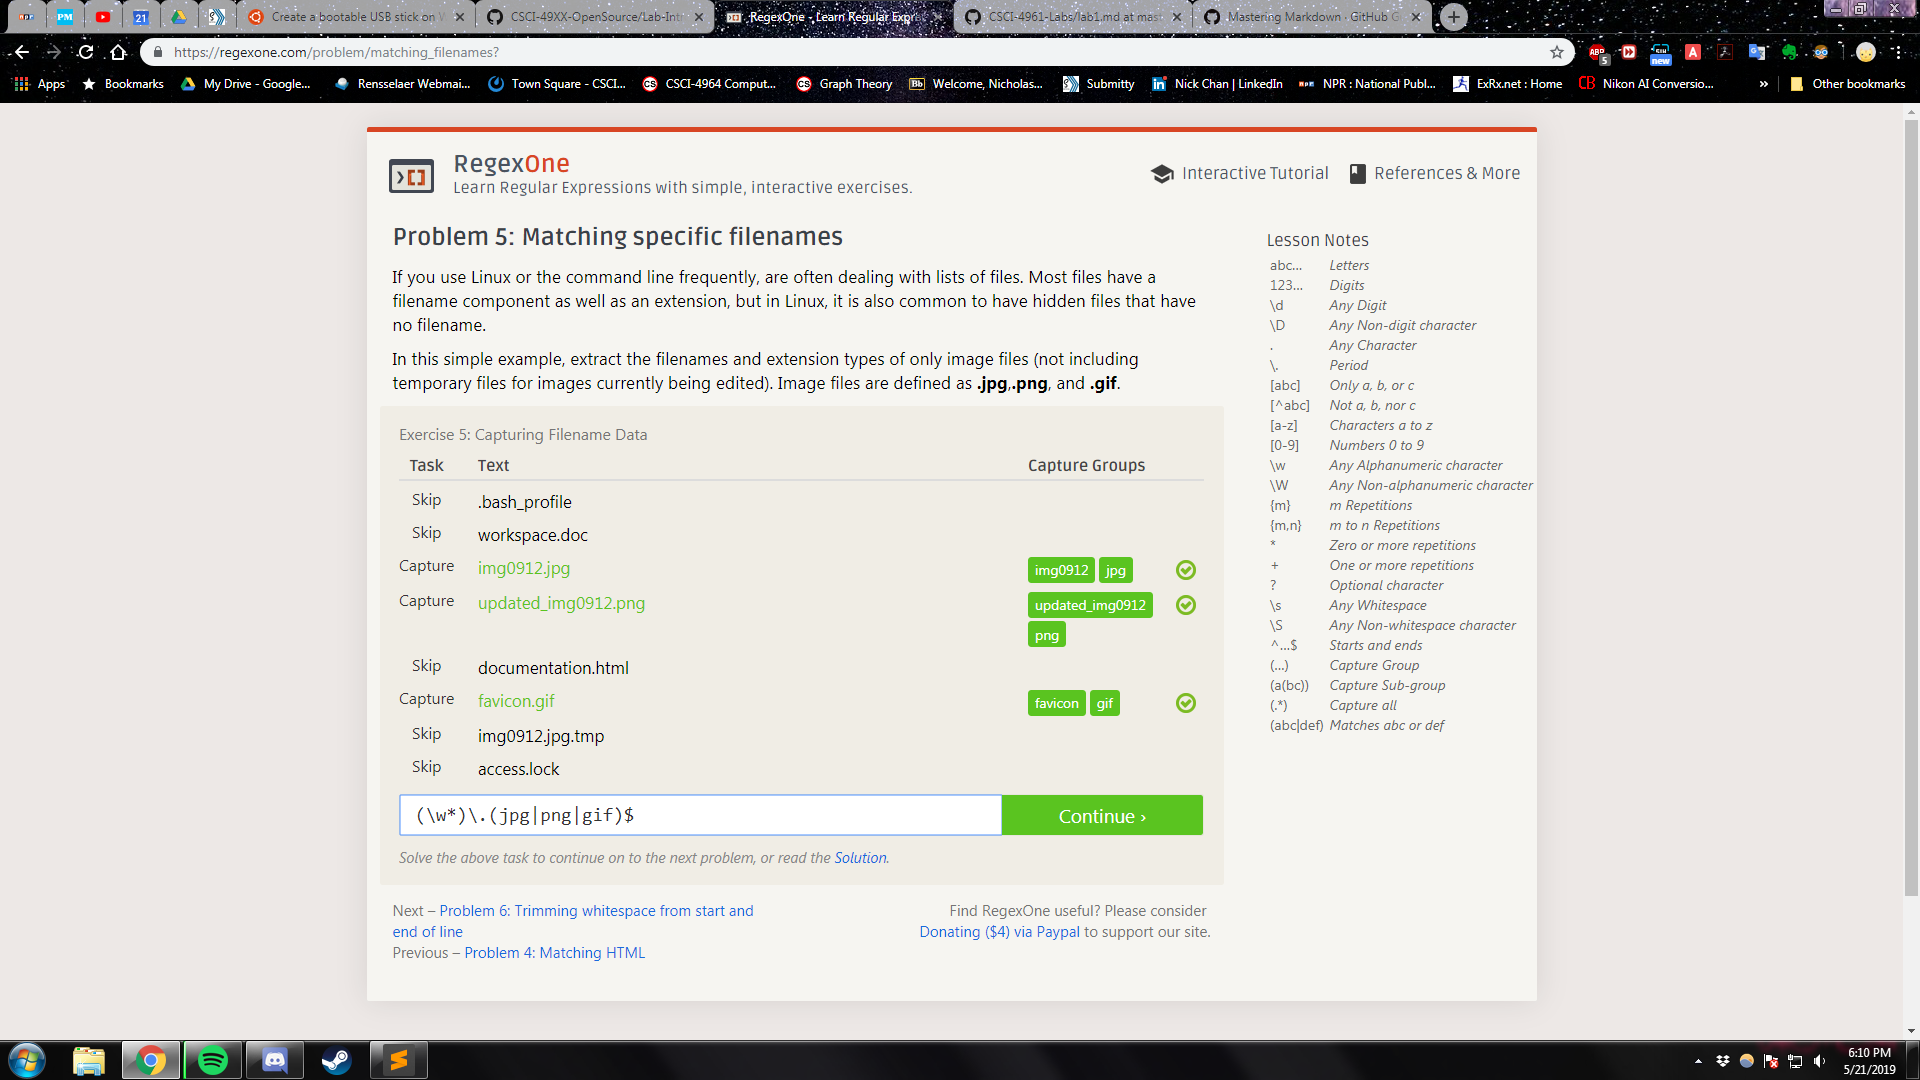 Create a bootable USB stick on W
CSCI-49XX-OpenSource/Lab-Int
RegexOne - Learn Regular Expres
CSCI-4961-Labs/lab1.md at mas
Mastering Markdown · GitHub G
https://regexone.com/problem/matching_filenames?
Apps
Bookmarks
My Drive - Google...
Rensselaer Webmai...
Town Square - CSCI...
CSCI-4964 Comput...
Graph Theory
Welcome, Nicholas...
Submitty
Nick Chan | LinkedIn
NPR : National Publ...
ExRx.net : Home
Nikon AI Conversio...
»
Other bookmarks
RegexOne
Learn Regular Expressions with simple, interactive exercises.
Interactive Tutorial
References & More
Problem 5: Matching specific filenames
If you use Linux or the command line frequently, are often dealing with lists of files. Most files have a
filename component as well as an extension, but in Linux, it is also common to have hidden files that have
no filename.
In this simple example, extract the filenames and extension types of only image files (not including
temporary files for images currently being edited). Image files are defined as .jpg,.png, and .gif.
Exercise 5: Capturing Filename Data
Task Text Capture Groups
Skip .bash_profile
Skip workspace.doc
Capture img0912.jpg img0912 jpg
Capture updated_img0912.png updated_img0912
png
Skip documentation.html
Capture favicon.gif favicon gif
Skip img0912.jpg.tmp
Skip access.lock
(\w*)\.(jpg|png|gif)$
Continue ›
Solve the above task to continue on to the next problem, or read the Solution.
Next – Problem 6: Trimming whitespace from start and
end of line
Previous – Problem 4: Matching HTML
Find RegexOne useful? Please consider
Donating ($4) via Paypal to support our site.
Lesson Notes
abc... Letters
123... Digits
\d Any Digit
\D Any Non-digit character
. Any Character
\. Period
[abc] Only a, b, or c
[^abc] Not a, b, nor c
[a-z] Characters a to z
[0-9] Numbers 0 to 9
\w Any Alphanumeric character
\W Any Non-alphanumeric character
{m} m Repetitions
{m,n} m to n Repetitions
* Zero or more repetitions
+ One or more repetitions
? Optional character
\s Any Whitespace
\S Any Non-whitespace character
^...$ Starts and ends
(...) Capture Group
(a(bc)) Capture Sub-group
(.*) Capture all
(abc|def) Matches abc or def
6:10 PM
5/21/2019